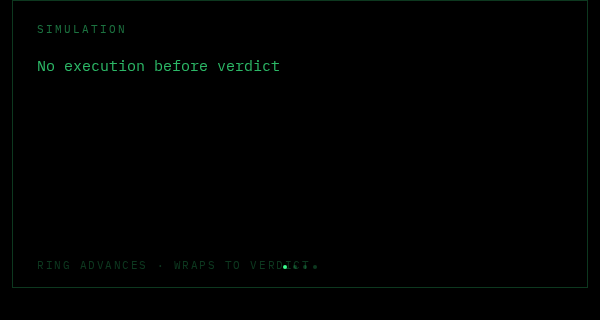 SIMULATION
No execution before verdict
RING ADVANCES · WRAPS TO VERDICT